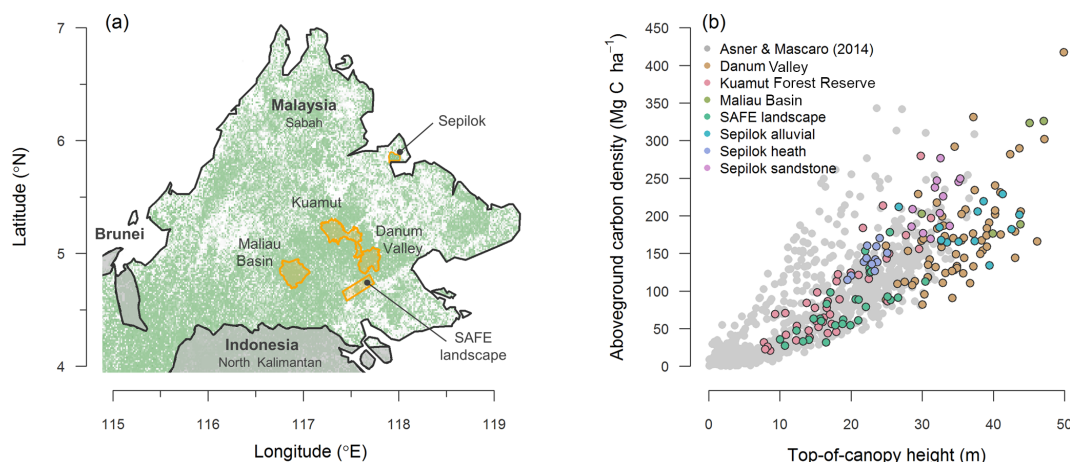 (a)
7
6
5
4
Latitude (°N)
115
116
117
118
119
Longitude (°E)
Malaysia
Sabah
Sepilok
Kuamut
Brunei
Maliau
Basin
Danum
Valley
SAFE
landscape
Indonesia
North Kalimantan
(b)
450
400
350
300
250
200
150
100
50
0
Aboveground carbon density (Mg C ha⁻¹)
Asner & Mascaro (2014)
Danum Valley
Kuamut Forest Reserve
Maliau Basin
SAFE landscape
Sepilok alluvial
Sepilok heath
Sepilok sandstone
0
10
20
30
40
50
Top-of-canopy height (m)